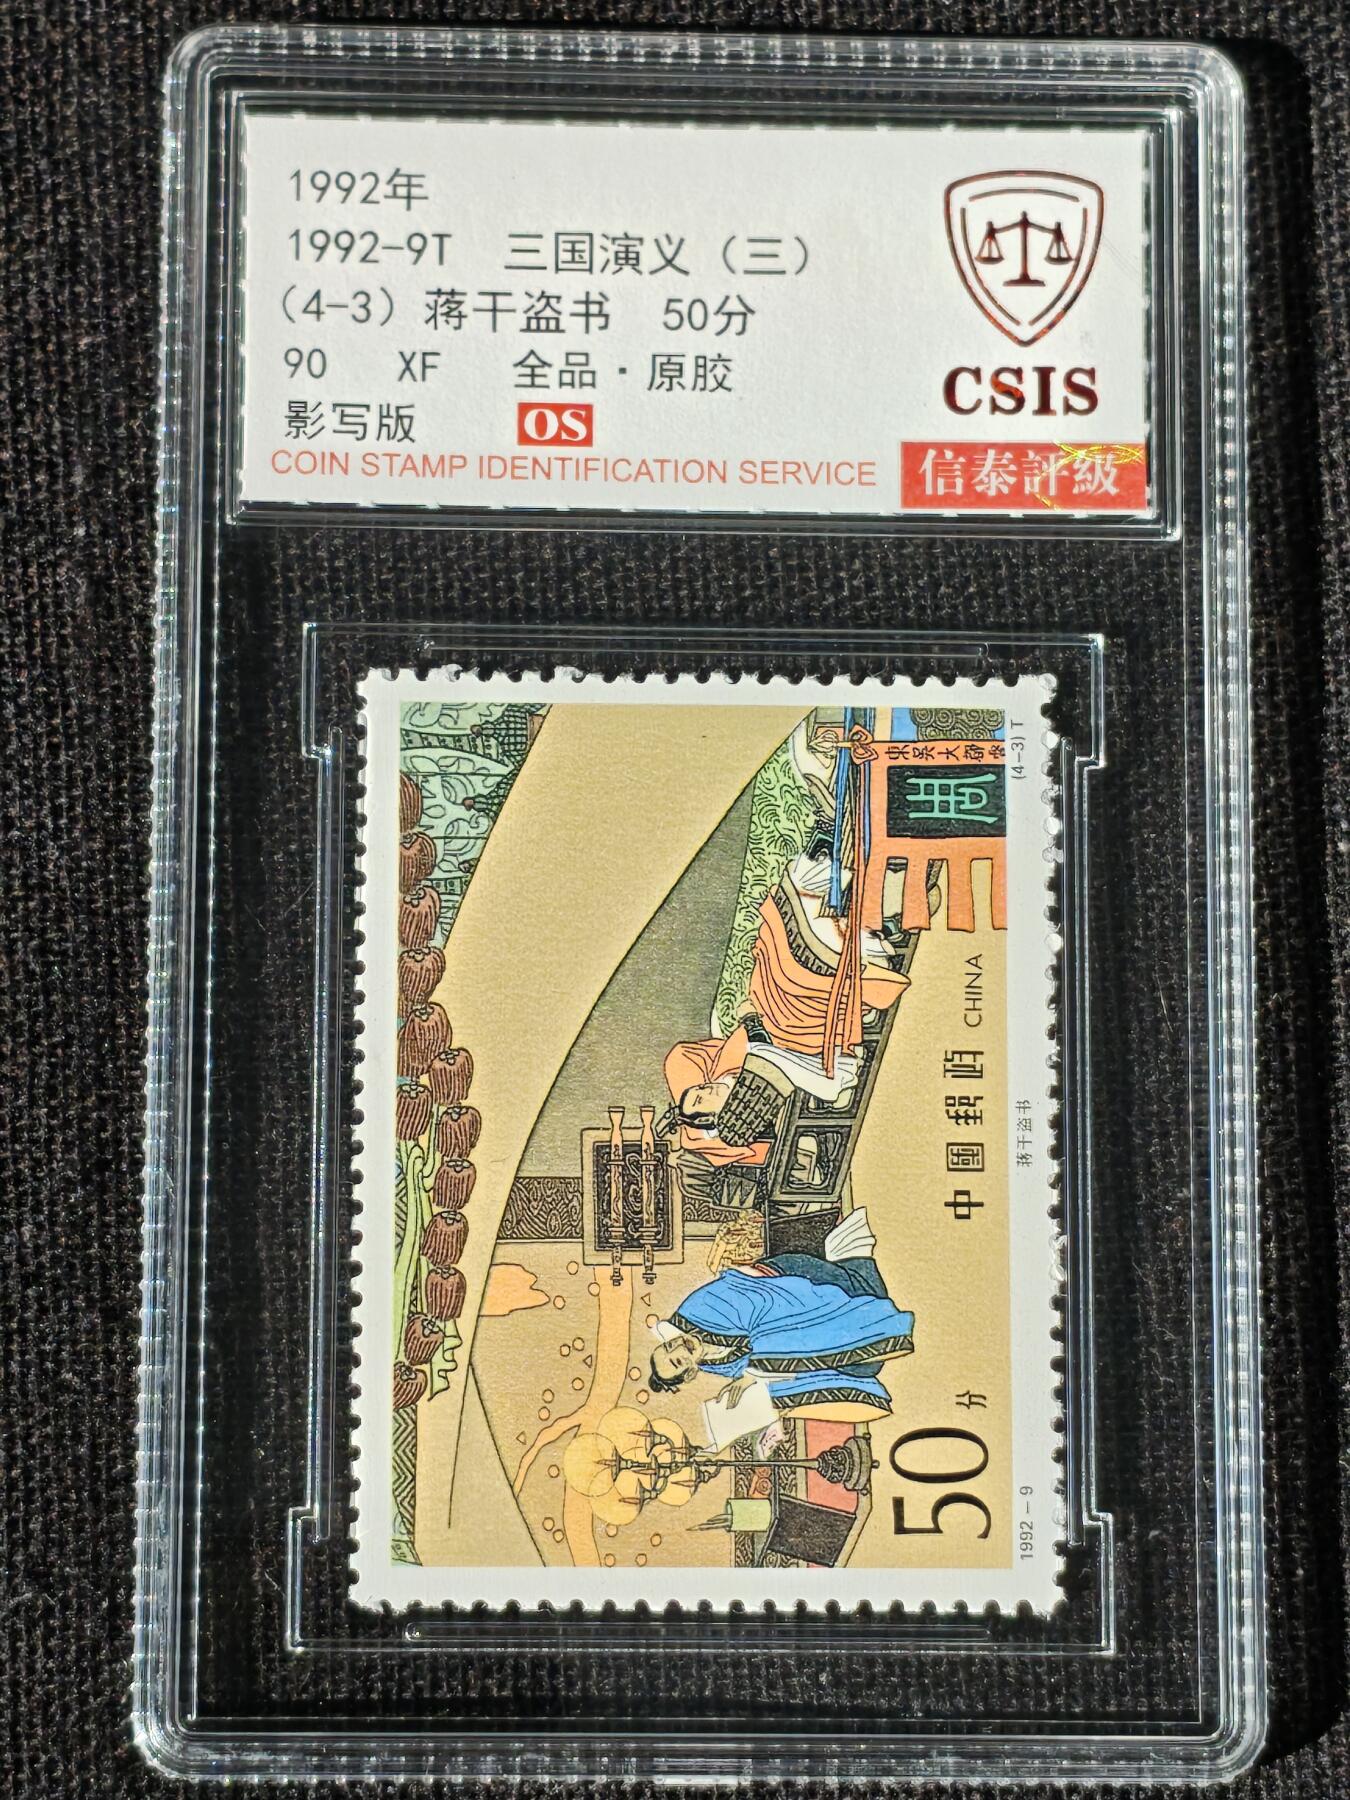 1992年
1992-9T 三国演义（三）
（4-3）蒋干盗书 50分
90 XF 全品·原胶
影写版 OS
COIN STAMP IDENTIFICATION SERVICE
CSIS
信泰評級
(4-3) T
東吳大都督
周
中國郵政 CHINA
50分
1992-9
蒋干盗书